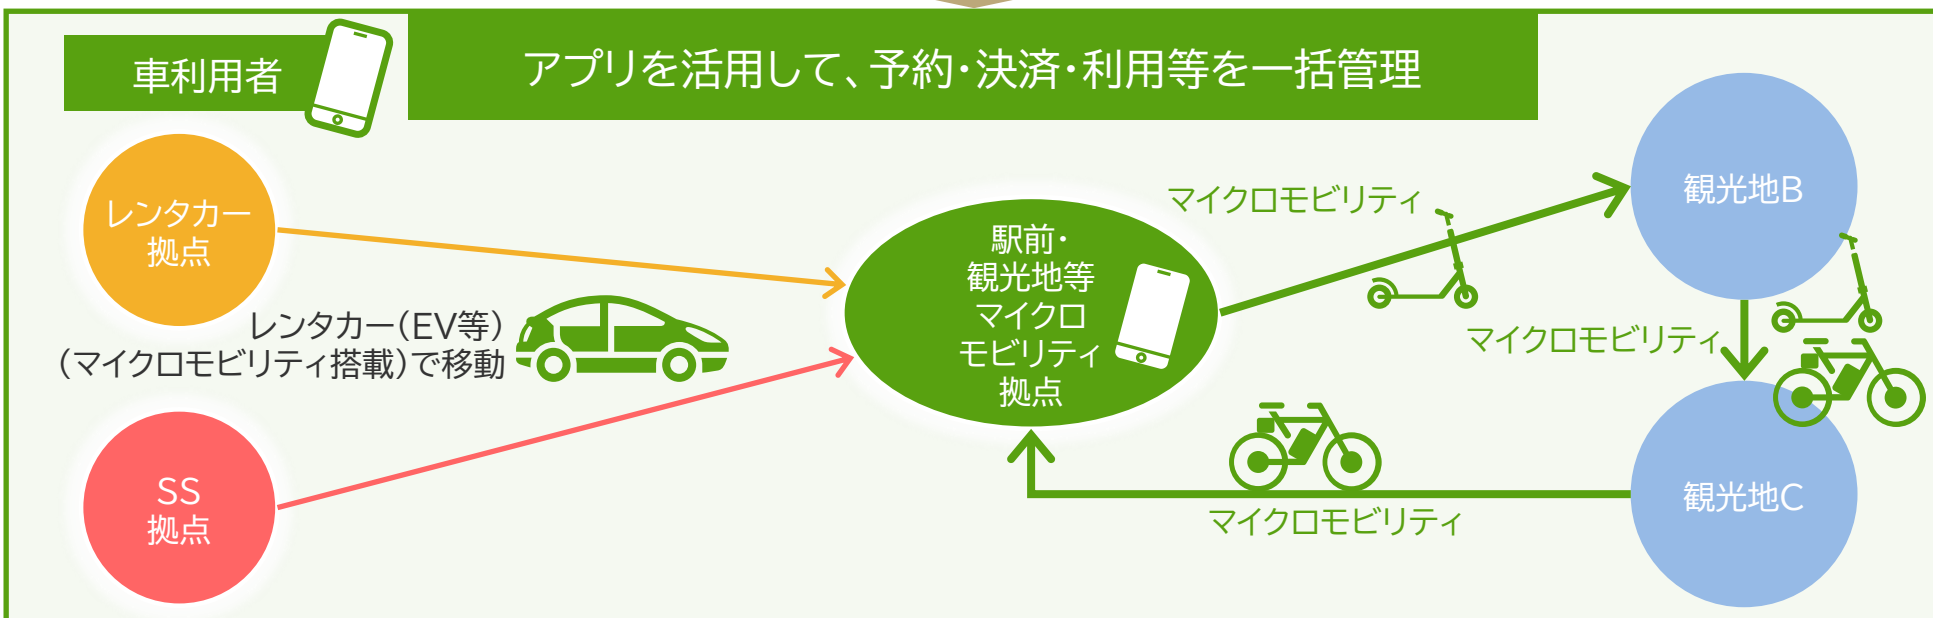 車利用者
アプリを活用して、予約・決済・利用等を一括管理
レンタカー
拠点
レンタカー(EV等)
(マイクロモビリティ搭載)で移動
SS
拠点
駅前・
観光地等
マイクロ
モビリティ
拠点
マイクロモビリティ
観光地B
マイクロモビリティ
観光地C
マイクロモビリティ